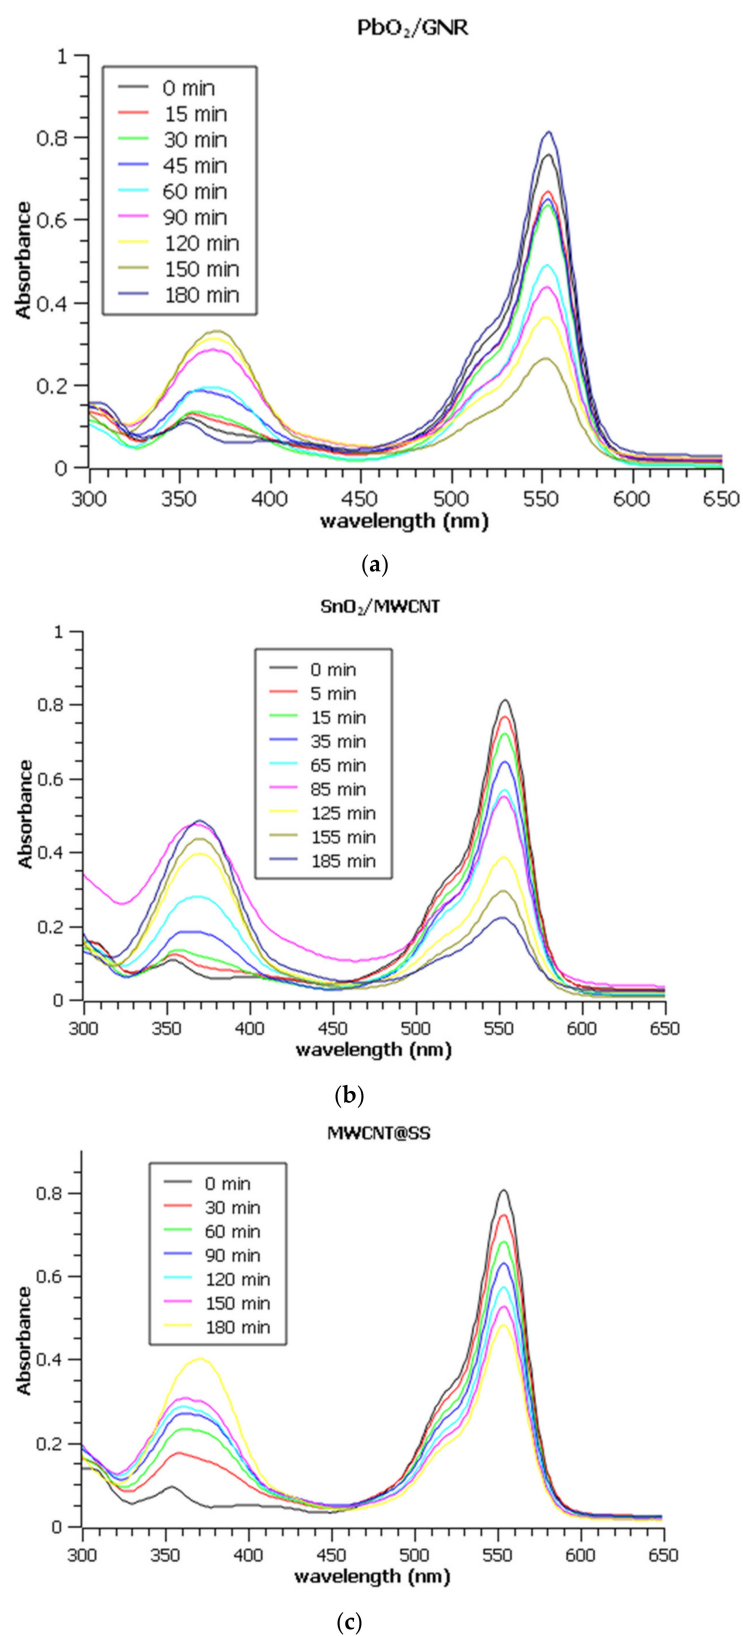 PbO₂/GNR
1
0.8
0.6
0.4
0.2
0
Absorbance
0 min
15 min
30 min
45 min
60 min
90 min
120 min
150 min
180 min
300 350 400 450 500 550 600 650
wavelength (nm)
(a)
SnO₂/MWCNT
1
0.8
0.6
0.4
0.2
0
Absorbance
0 min
5 min
15 min
35 min
65 min
85 min
125 min
155 min
185 min
300 350 400 450 500 550 600 650
wavelength (nm)
(b)
MWCNT@SS
0.8
0.6
0.4
0.2
0
Absorbance
0 min
30 min
60 min
90 min
120 min
150 min
180 min
300 350 400 450 500 550 600 650
wavelength (nm)
(c)